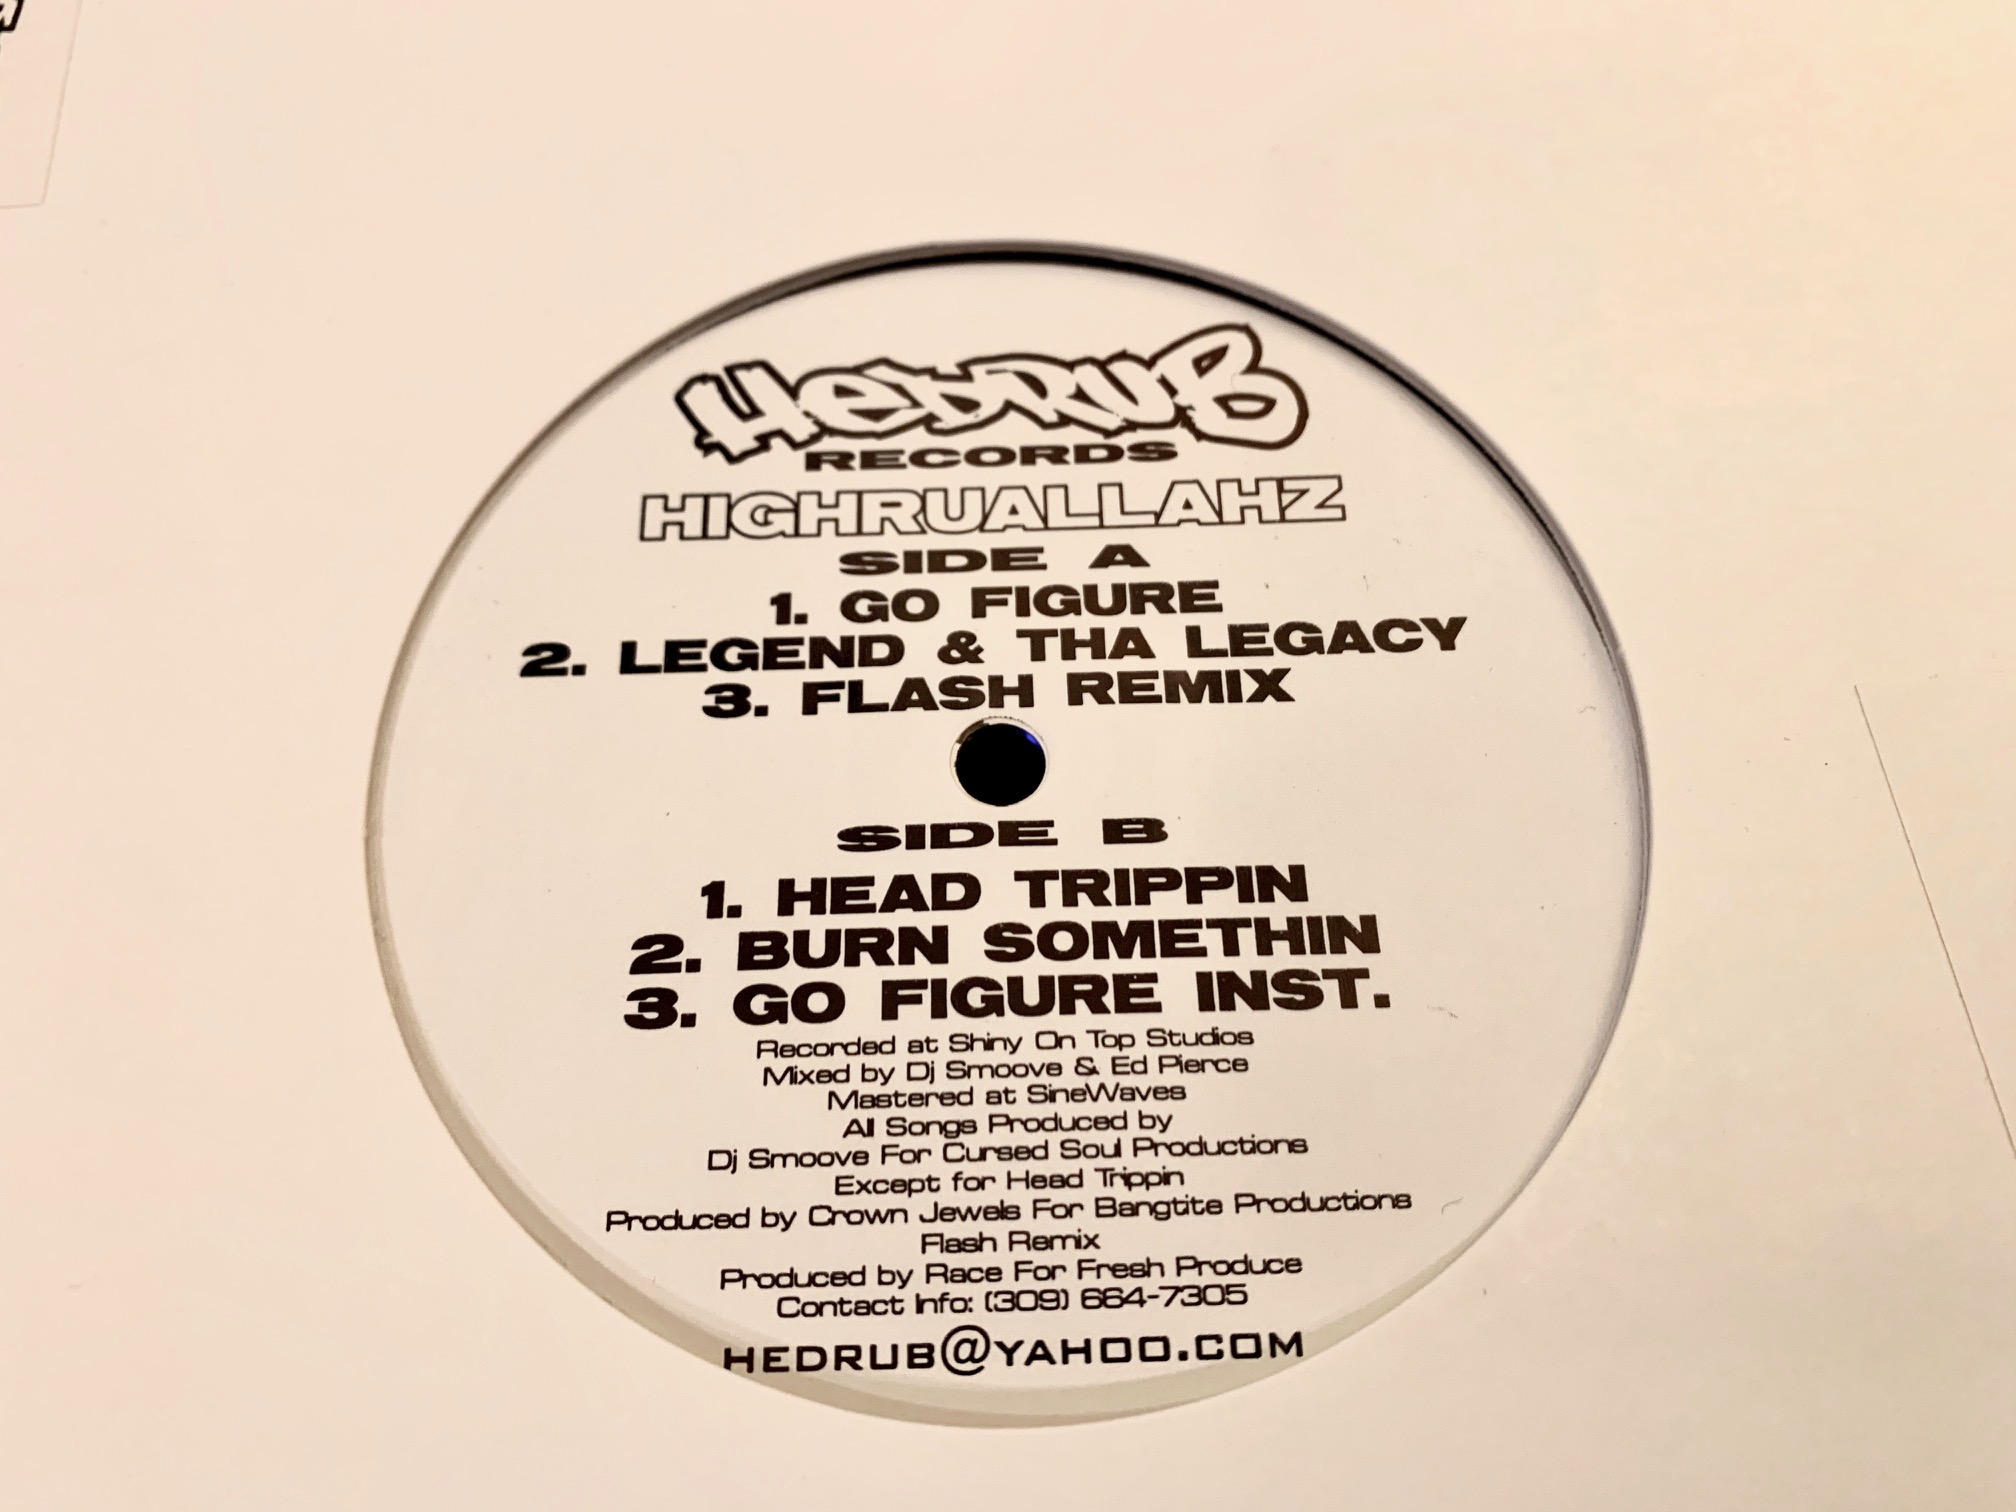 HEDRUB
RECORDS
HIGHRUALLAHZ
SIDE A
1. GO FIGURE
2. LEGEND & THA LEGACY
3. FLASH REMIX
SIDE B
1. HEAD TRIPPIN
2. BURN SOMETHIN
3. GO FIGURE INST.
Recorded at Shiny On Top Studios
Mixed by Dj Smoove & Ed Pierce
Mastered at SineWaves
All Songs Produced by
Dj Smoove For Cursed Soul Productions
Except for Head Trippin
Produced by Crown Jewels For Bangtite Productions
Flash Remix
Produced by Race For Fresh Produce
Contact Info: (309) 664-7305
HEDRUB@YAHOO.COM